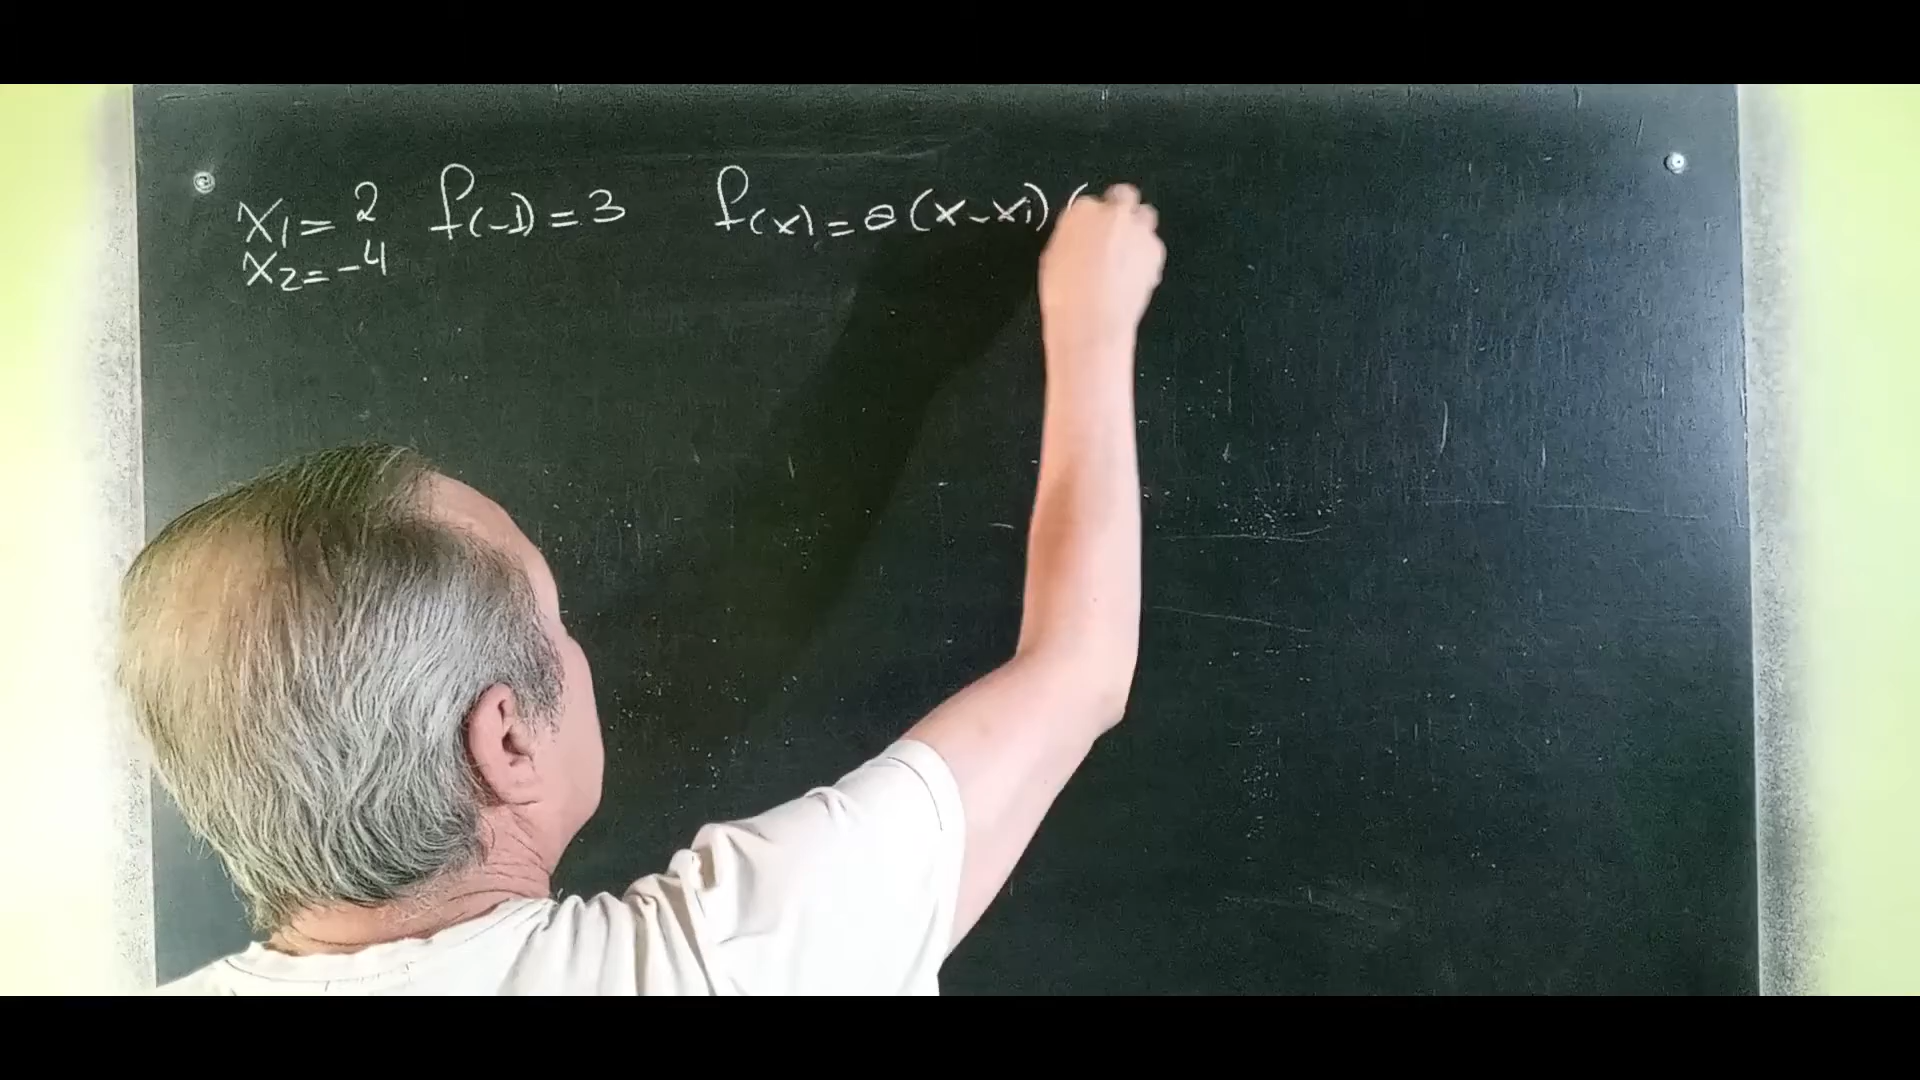 x1 = 2 f(-1) = 3 f(x) = a(x-x1)(
x2 = -4